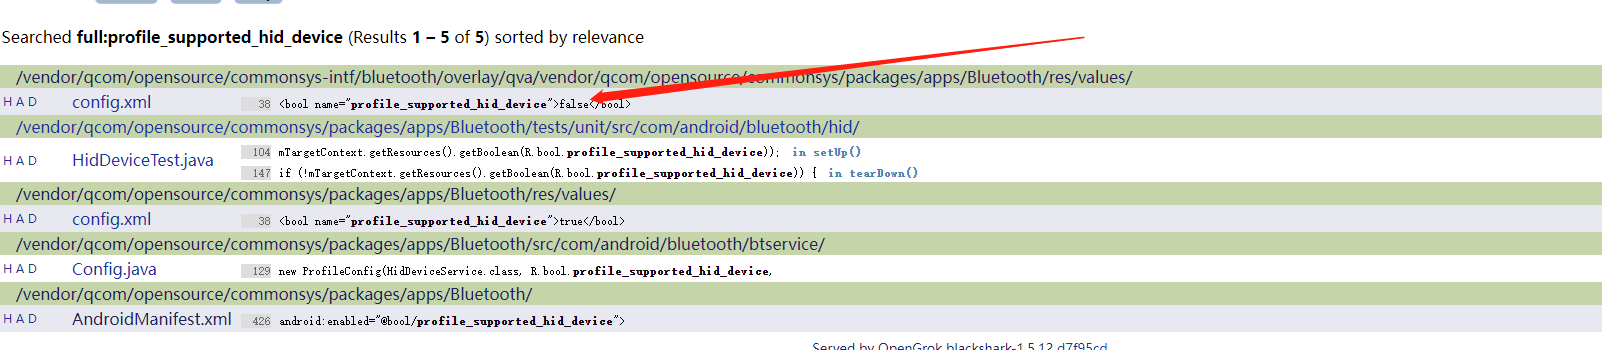 Searched full:profile_supported_hid_device (Results 1 – 5 of 5) sorted by relevance
/vendor/qcom/opensource/commonsys-intf/bluetooth/overlay/qva/vendor/qcom/opensource/commonsys/packages/apps/Bluetooth/res/values/
H A D config.xml 38 <bool name="profile_supported_hid_device">false</bool>
/vendor/qcom/opensource/commonsys/packages/apps/Bluetooth/tests/unit/src/com/android/bluetooth/hid/
H A D HidDeviceTest.java 104 mTargetContext.getResources().getBoolean(R.bool.profile_supported_hid_device)); in setUp()
147 if (!mTargetContext.getResources().getBoolean(R.bool.profile_supported_hid_device)) { in tearDown()
/vendor/qcom/opensource/commonsys/packages/apps/Bluetooth/res/values/
H A D config.xml 38 <bool name="profile_supported_hid_device">true</bool>
/vendor/qcom/opensource/commonsys/packages/apps/Bluetooth/src/com/android/bluetooth/btservice/
H A D Config.java 129 new ProfileConfig(HidDeviceService.class, R.bool.profile_supported_hid_device,
/vendor/qcom/opensource/commonsys/packages/apps/Bluetooth/
H A D AndroidManifest.xml 426 android:enabled="@bool/profile_supported_hid_device">
Served by OpenGrok blackshark-1.5.12 d7f95cd